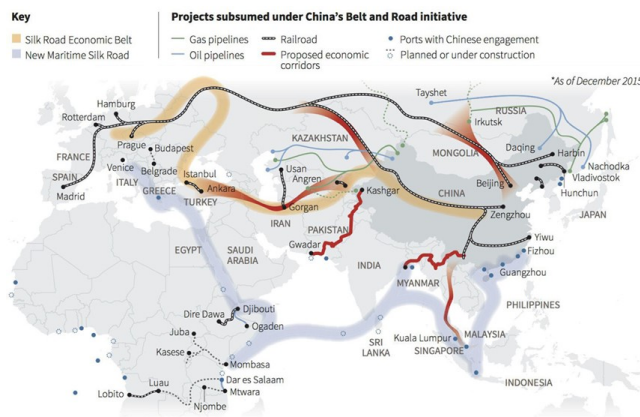 Key
Silk Road Economic Belt
New Maritime Silk Road
Projects subsumed under China's Belt and Road initiative
Gas pipelines
Oil pipelines
Railroad
Proposed economic
corridors
Ports with Chinese engagement
Planned or under construction
*As of December 2015
Tayshet
Hamburg
RUSSIA
Rotterdam
Irkutsk
KAZAKHSTAN
Daqing
Prague
Budapest
MONGOLIA
Harbin
FRANCE
Venice
Belgrade
Usan
Nachodka
SPAIN
ITALY
Istanbul
Angren
Beijing
Vladivostok
Madrid
GREECE
Ankara
Kashgar
CHINA
Hunchun
TURKEY
Gorgan
Zengzhou
JAPAN
IRAN
PAKISTAN
EGYPT
SAUDI
ARABIA
Gwadar
Yiwu
Fizhou
INDIA
Guangzhou
MYANMAR
PHILIPPINES
Djibouti
Dire Dawa
Ogaden
Juba
SRI
LANKA
Kuala Lumpur
MALAYSIA
SINGAPORE
Kasese
Mombasa
Dar es Salaam
INDONESIA
Luau
Lobito
Mtwara
Njombe